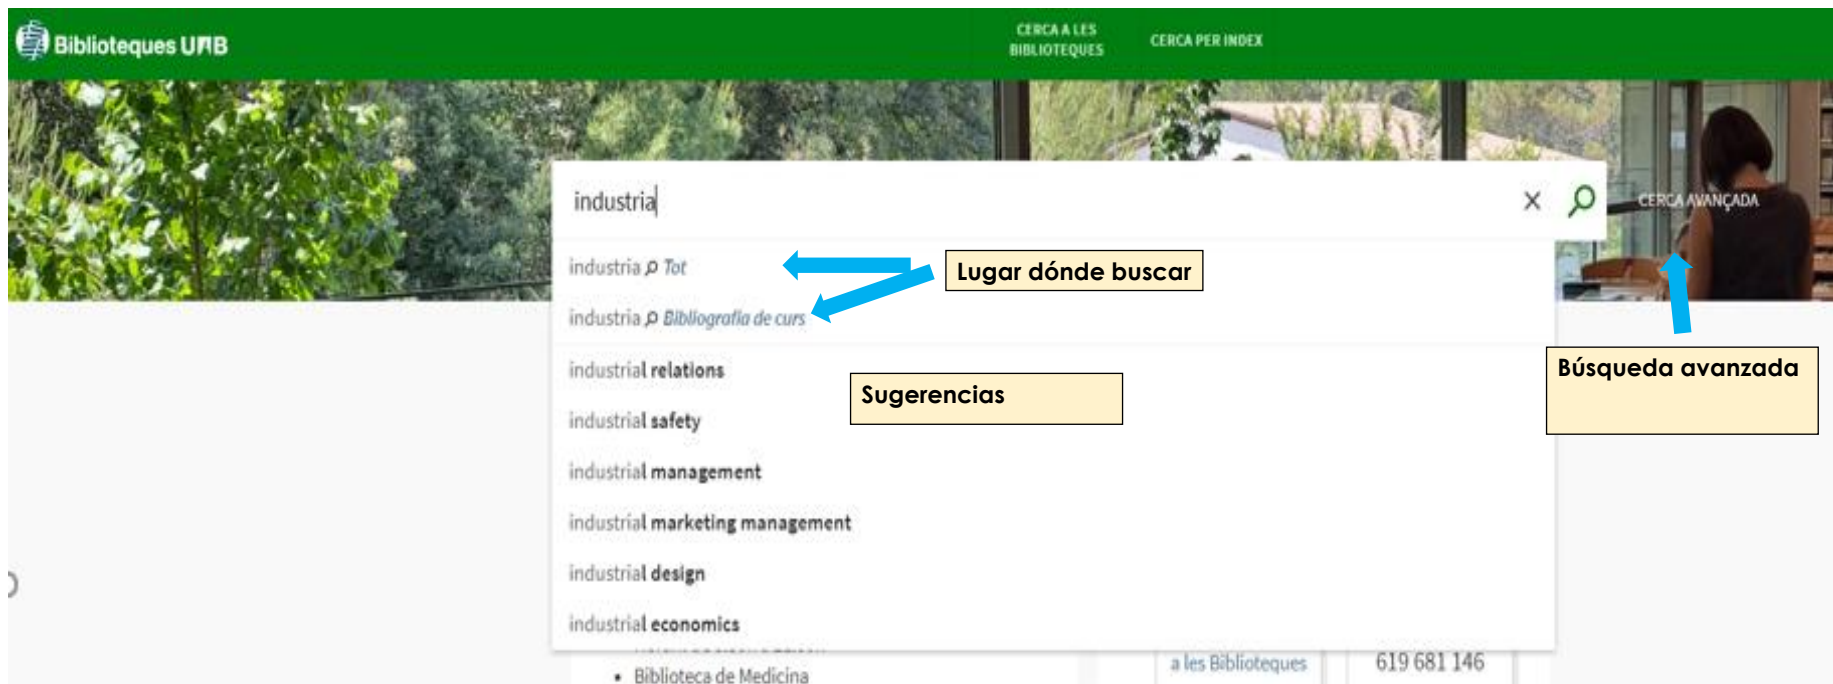 Biblioteques UAB
CERCA A LES
BIBLIOTEQUES
CERCA PER INDEX
industria
CERCA AVANÇADA
industria Tot
Lugar dónde buscar
industria Bibliografia de curs
industrial relations
Búsqueda avanzada
Sugerencias
industrial safety
industrial management
industrial marketing management
industrial design
industrial economics
a les Biblioteques
619 681 146
Biblioteca de Medicina